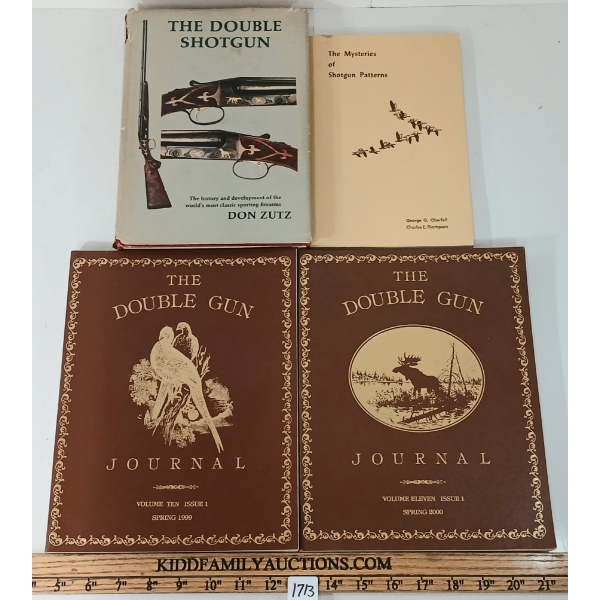 THE DOUBLE
SHOTGUN
The history and development of the
world's most classic sporting firearms
DON ZUTZ
The Mysteries
of
Shotgun Patterns
George G. Oberfell
Charles E. Thompson
THE
DOUBLE GUN
JOURNAL
VOLUME TEN ISSUE 1
SPRING 1999
THE
DOUBLE GUN
JOURNAL
VOLUME ELEVEN ISSUE 1
SPRING 2000
KIDDFAMILYAUCTIONS.COM
5" 6" 7" 8" 9" 10" 11" 12" 14" 15" 16" 17" 18" 19" 20" 21"
1713